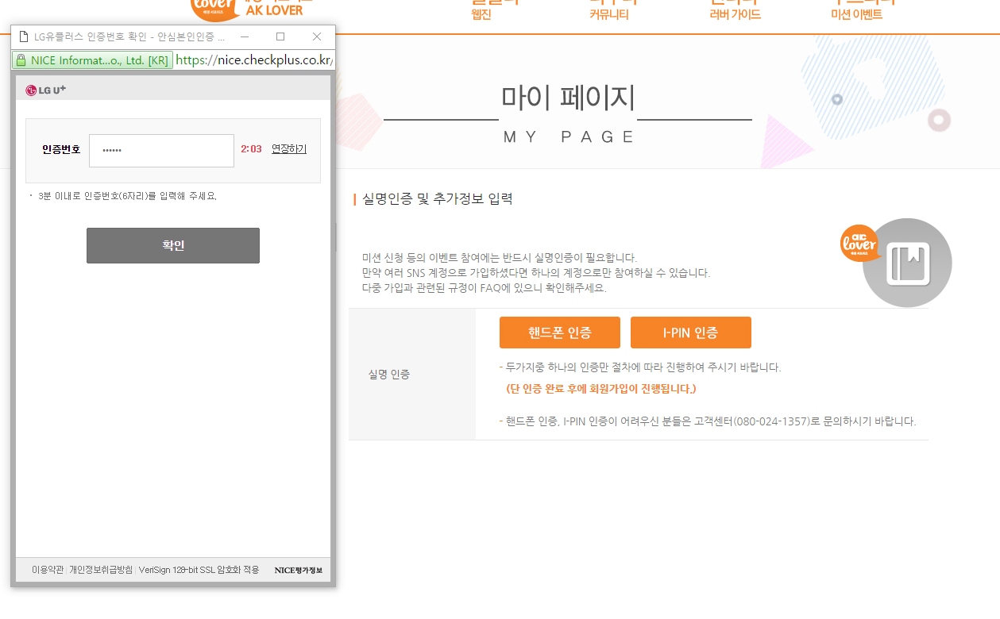 lover
AK LOVER
웹진
커뮤니티
러버 가이드
미션 이벤트
LG유플러스 인증번호 확인 - 안심본인인증 ...
NICE Informat...o., Ltd. [KR]
https://nice.checkplus.co.kr/
LG U+
인증번호
••••••
2:03
연장하기
· 3분 이내로 인증번호(6자리)를 입력해 주세요.
확인
이용약관 | 개인정보취급방침 | VeriSign 128-bit SSL 암호화 적용
NICE평가정보
마이 페이지
MY PAGE
실명인증 및 추가정보 입력
미션 신청 등의 이벤트 참여에는 반드시 실명인증이 필요합니다.
만약 여러 SNS 계정으로 가입하셨다면 하나의 계정으로만 참여하실 수 있습니다.
다중 가입과 관련된 규정이 FAQ에 있으니 확인해주세요.
aĸ
lover
실명 인증
핸드폰 인증
I-PIN 인증
- 두가지중 하나의 인증만 절차에 따라 진행하여 주시기 바랍니다.
(단 인증 완료 후에 회원가입이 진행됩니다.)
- 핸드폰 인증, I-PIN 인증이 어려우신 분들은 고객센터(080-024-1357)로 문의하시기 바랍니다.